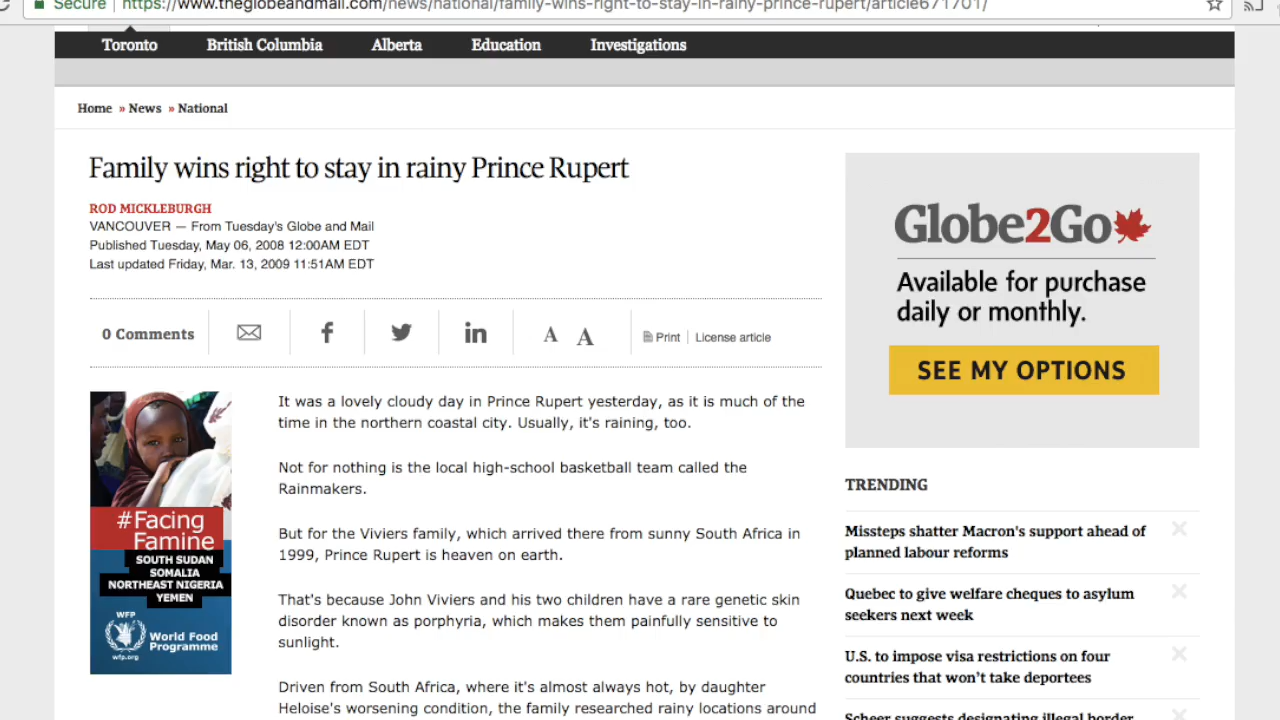 Secure
https://www.theglobeandmail.com/news/national/family-wins-right-to-stay-in-rainy-prince-rupert/article671701/
Toronto
British Columbia
Alberta
Education
Investigations
Home » News » National
Family wins right to stay in rainy Prince Rupert
ROD MICKLEBURGH
VANCOUVER — From Tuesday's Globe and Mail
Published Tuesday, May 06, 2008 12:00AM EDT
Last updated Friday, Mar. 13, 2009 11:51AM EDT
0 Comments
A A
Print
License article
#Facing
Famine
SOUTH SUDAN
SOMALIA
NORTHEAST NIGERIA
YEMEN
WFP
World Food
Programme
wfp.org
It was a lovely cloudy day in Prince Rupert yesterday, as it is much of the
time in the northern coastal city. Usually, it's raining, too.
Not for nothing is the local high-school basketball team called the
Rainmakers.
But for the Viviers family, which arrived there from sunny South Africa in
1999, Prince Rupert is heaven on earth.
That's because John Viviers and his two children have a rare genetic skin
disorder known as porphyria, which makes them painfully sensitive to
sunlight.
Driven from South Africa, where it's almost always hot, by daughter
Heloise's worsening condition, the family researched rainy locations around
Globe2Go
Available for purchase
daily or monthly.
SEE MY OPTIONS
TRENDING
Missteps shatter Macron's support ahead of
planned labour reforms
Quebec to give welfare cheques to asylum
seekers next week
U.S. to impose visa restrictions on four
countries that won't take deportees
Scheer suggests designating illegal border